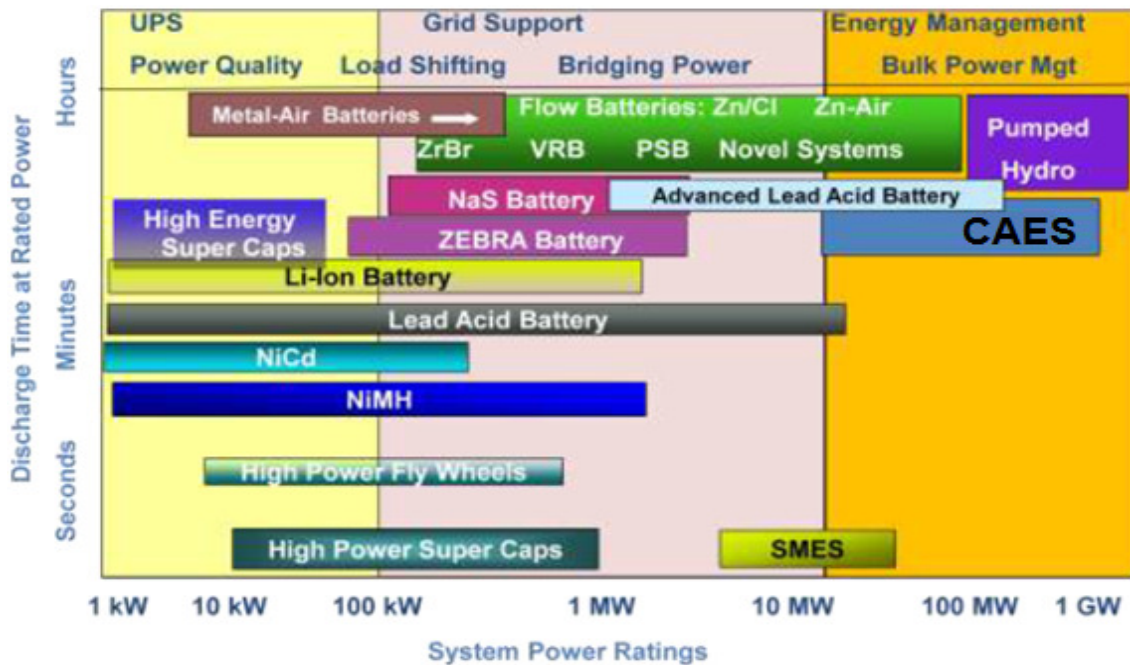 UPS Grid Support Energy Management
Power Quality Load Shifting Bridging Power Bulk Power Mgt
Discharge Time at Rated Power
Hours
Minutes
Seconds
Metal-Air Batteries
Flow Batteries: Zn/Cl Zn-Air
ZrBr VRB PSB Novel Systems
Pumped
Hydro
NaS Battery
Advanced Lead Acid Battery
High Energy
Super Caps
ZEBRA Battery
CAES
Li-Ion Battery
Lead Acid Battery
NiCd
NiMH
High Power Fly Wheels
High Power Super Caps
SMES
1 kW 10 kW 100 kW 1 MW 10 MW 100 MW 1 GW
System Power Ratings